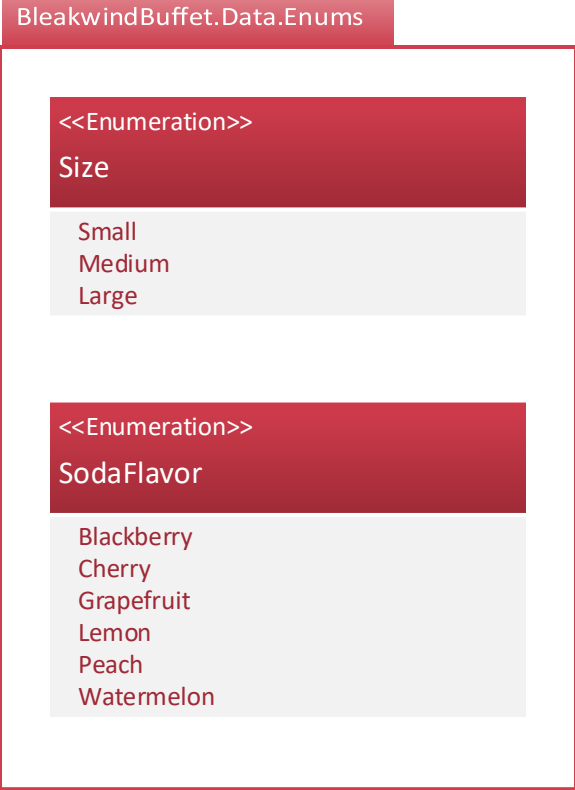 BleakwindBuffet.Data.Enums
<<Enumeration>>
Size
Small
Medium
Large
<<Enumeration>>
SodaFlavor
Blackberry
Cherry
Grapefruit
Lemon
Peach
Watermelon